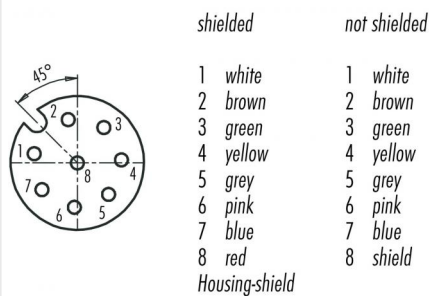 45°
2
3
1
8
4
7
6
5
shielded
1 white
2 brown
3 green
4 yellow
5 grey
6 pink
7 blue
8 red
Housing-shield
not shielded
1 white
2 brown
3 green
4 yellow
5 grey
6 pink
7 blue
8 shield